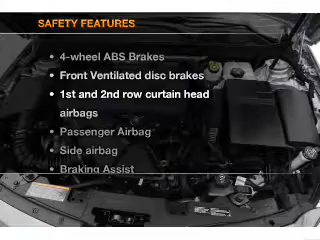 SAFETY FEATURES
• 4-wheel ABS Brakes
• Front Ventilated disc brakes
• 1st and 2nd row curtain head
airbags
• Passenger Airbag
• Side airbag
• Braking Assist